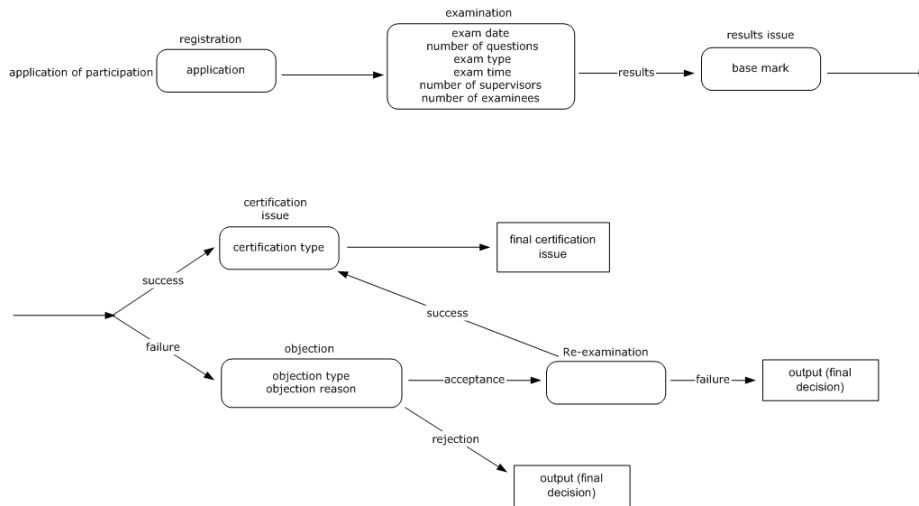 application of participation
registration
application
examination
exam date
number of questions
exam type
exam time
number of supervisors
number of examinees
results
results issue
base mark
certification
issue
certification type
final certification
issue
success
success
failure
objection
objection type
objection reason
acceptance
Re-examination
failure
output (final
decision)
rejection
output (final
decision)